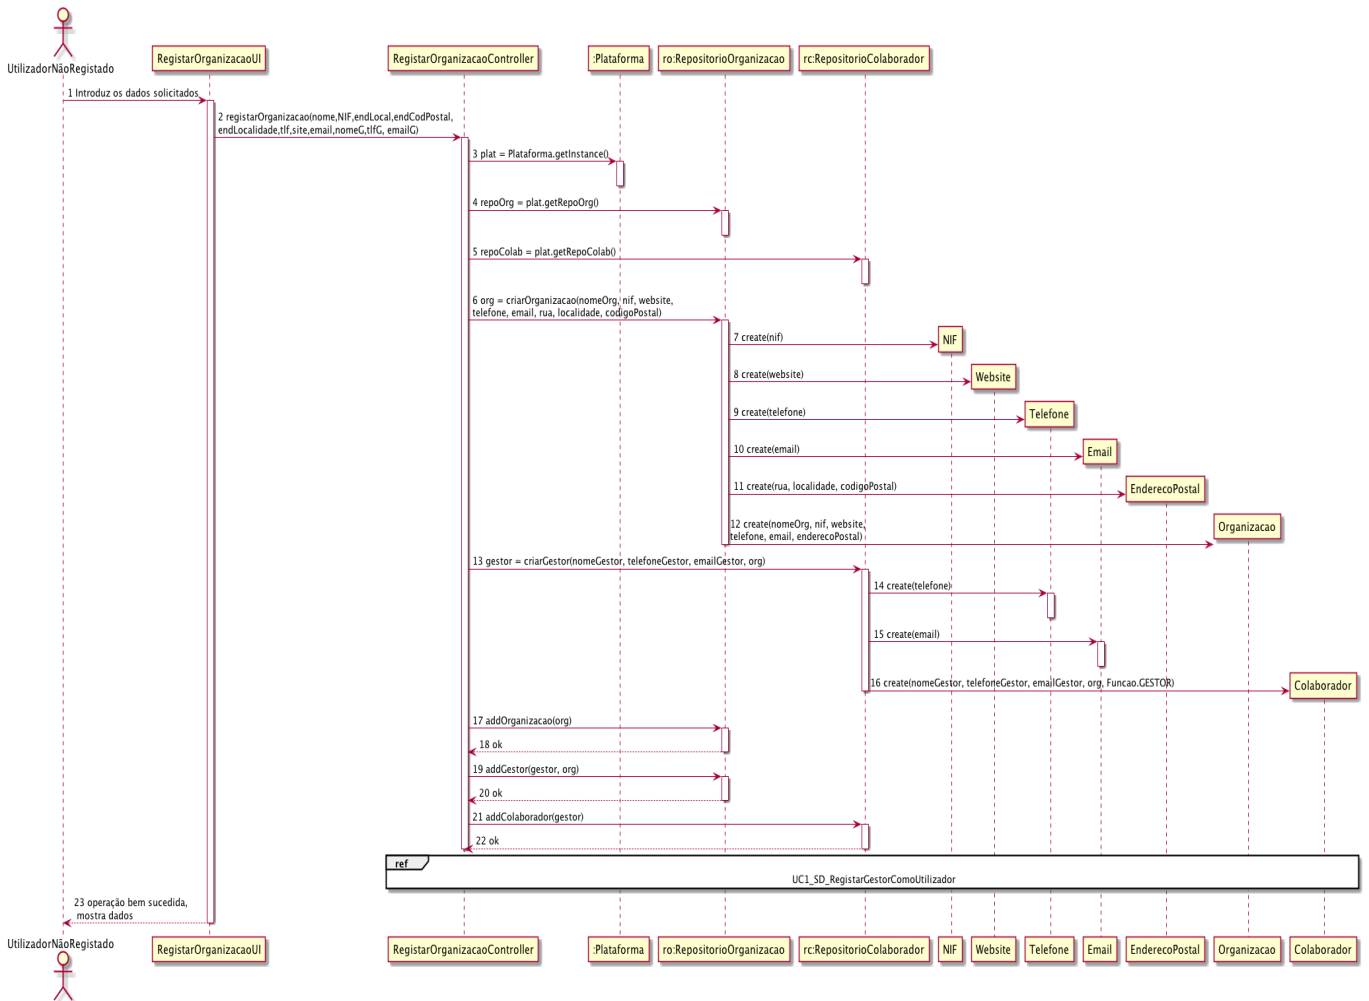 UtilizadorNãoRegistado
RegistarOrganizacaoUI
RegistarOrganizacaoController
:Plataforma
ro:RepositorioOrganizacao
rc:RepositorioColaborador
1 Introduz os dados solicitados
2 registarOrganizacao(nome,NIF,endLocal,endCodPostal,
endLocalidade,tlf,site,email,nomeG,tlfG, emailG)
3 plat = Plataforma.getInstance()
4 repoOrg = plat.getRepoOrg()
5 repoColab = plat.getRepoColab()
6 org = criarOrganizacao(nomeOrg, nif, website,
telefone, email, rua, localidade, codigoPostal)
7 create(nif)
NIF
8 create(website)
Website
9 create(telefone)
Telefone
10 create(email)
Email
11 create(rua, localidade, codigoPostal)
EnderecoPostal
12 create(nomeOrg, nif, website,
telefone, email, enderecoPostal)
Organizacao
13 gestor = criarGestor(nomeGestor, telefoneGestor, emailGestor, org)
14 create(telefone)
15 create(email)
16 create(nomeGestor, telefoneGestor, emailGestor, org, Funcao.GESTOR)
Colaborador
17 addOrganizacao(org)
18 ok
19 addGestor(gestor, org)
20 ok
21 addColaborador(gestor)
22 ok
ref
UC1_SD_RegistarGestorComoUtilizador
23 operação bem sucedida,
mostra dados
UtilizadorNãoRegistado
RegistarOrganizacaoUI
RegistarOrganizacaoController
:Plataforma
ro:RepositorioOrganizacao
rc:RepositorioColaborador
NIF
Website
Telefone
Email
EnderecoPostal
Organizacao
Colaborador